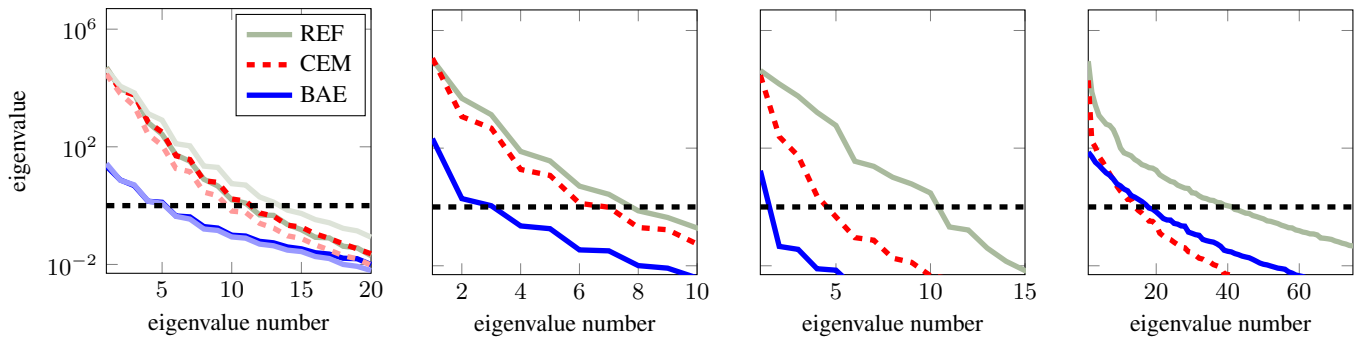 10^6
10^2
10^−2
eigenvalue
REF
CEM
BAE
5 10 15 20
eigenvalue number
2 4 6 8 10
eigenvalue number
5 10 15
eigenvalue number
20 40 60
eigenvalue number